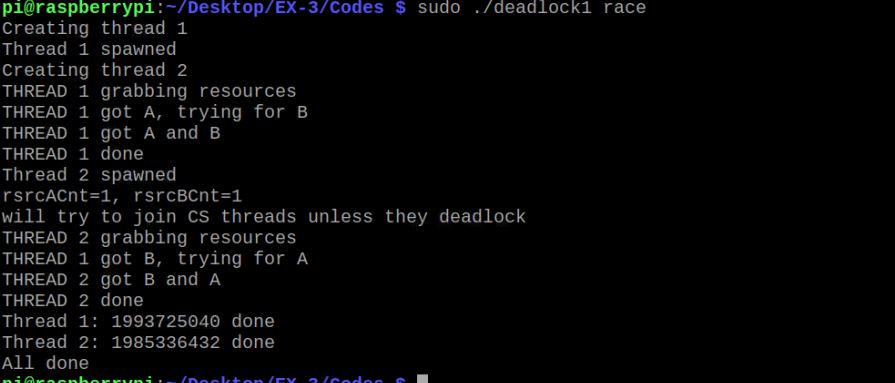 pi@raspberrypi:~/Desktop/EX-3/Codes $ sudo ./deadlock1 race
Creating thread 1
Thread 1 spawned
Creating thread 2
THREAD 1 grabbing resources
THREAD 1 got A, trying for B
THREAD 1 got A and B
THREAD 1 done
Thread 2 spawned
rsrcACnt=1, rsrcBCnt=1
will try to join CS threads unless they deadlock
THREAD 2 grabbing resources
THREAD 1 got B, trying for A
THREAD 2 got B and A
THREAD 2 done
Thread 1: 1993725040 done
Thread 2: 1985336432 done
All done
pi@raspberrypi:~/Desktop/EX-3/Codes $